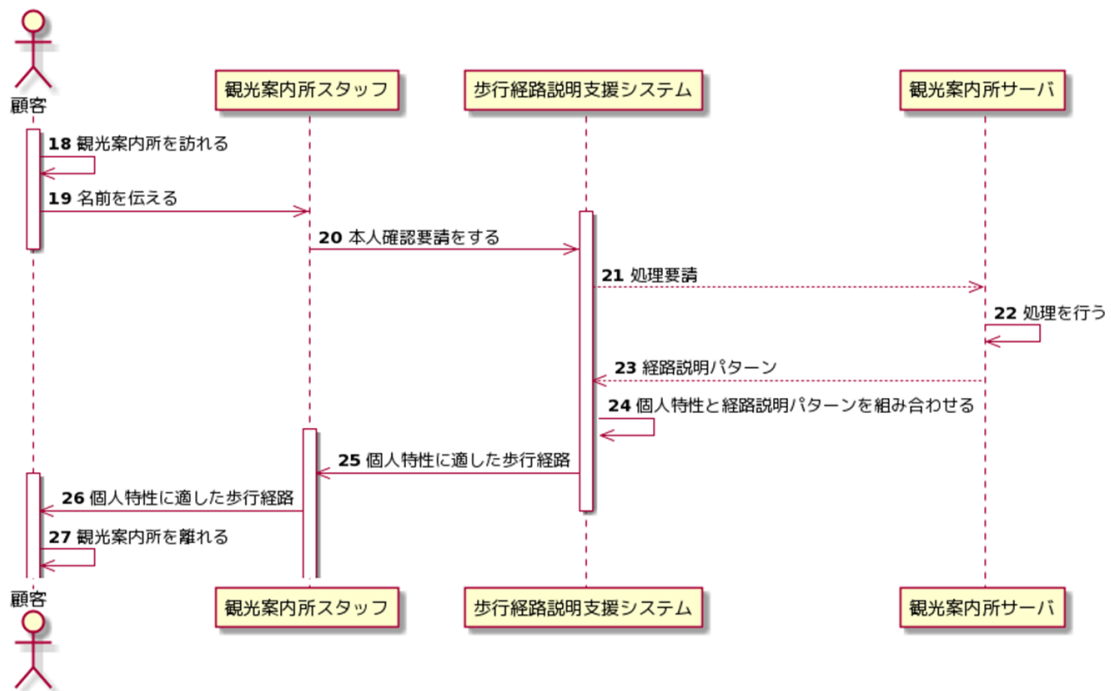 顧客
観光案内所スタッフ
歩行経路説明支援システム
観光案内所サーバ
18 観光案内所を訪れる
19 名前を伝える
20 本人確認要請をする
21 処理要請
22 処理を行う
23 経路説明パターン
24 個人特性と経路説明パターンを組み合わせる
25 個人特性に適した歩行経路
26 個人特性に適した歩行経路
27 観光案内所を離れる
顧客
観光案内所スタッフ
歩行経路説明支援システム
観光案内所サーバ